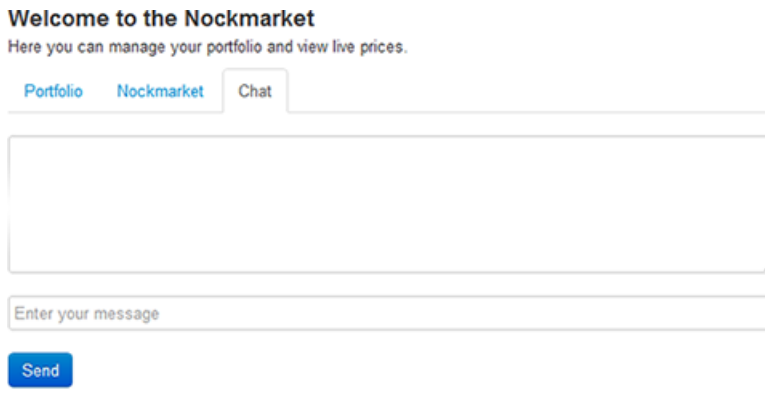 Welcome to the Nockmarket
Here you can manage your portfolio and view live prices.
Portfolio Nockmarket Chat
Enter your message
Send